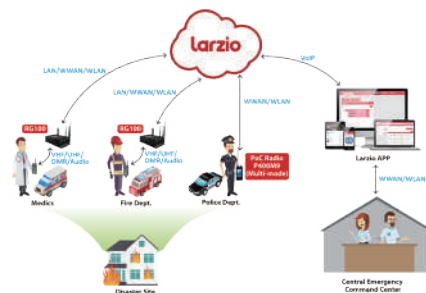 larzio
LAN/WWAN/WLAN
VoIP
LAN/WWAN/WLAN
WWAN/WLAN
RG100
RG100
VHF/UHF/
DMR/Audio
VHF/UHF/
DMR/Audio
PoC Radio
P600M9
(Multi-mode)
Larzio APP
Medics
Fire Dept.
Police Dept.
WWAN/WLAN
Disaster Site
Central Emergency
Command Center